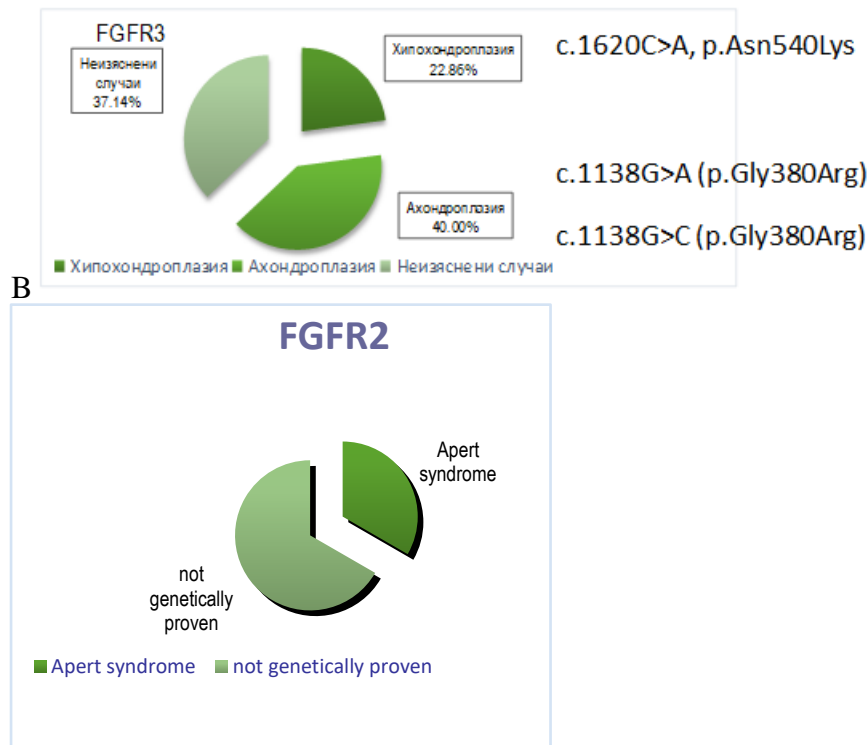 FGFR3
Неизяснени
случаи
37.14%
Хипохондроплазия
22.86%
c.1620C>A, p.Asn540Lys
c.1138G>A (p.Gly380Arg)
Ахондроплазия
40.00%
c.1138G>C (p.Gly380Arg)
Хипохондроплазия Ахондроплазия Неизяснени случаи
В
FGFR2
Apert
syndrome
not
genetically
proven
Apert syndrome not genetically proven